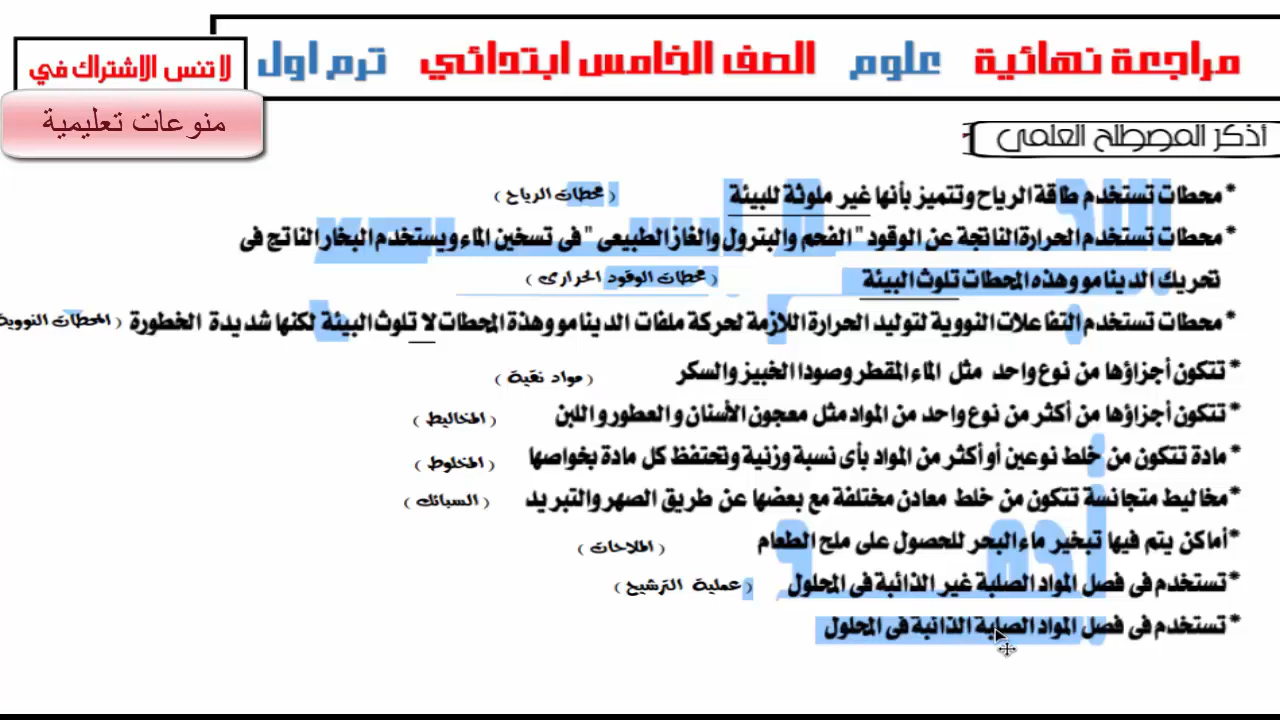 مراجعة نهائية علوم الصف الخامس ابتدائي ترم اول
لا تنس الاشتراك في
منوعات تعليمية
أذكر المصطلح العلمى
* محطات تستخدم طاقة الرياح وتتميز بأنها غير ملوثة للبيئة ( محطات الرياح )
* محطات تستخدم الحرارة الناتجة عن الوقود " الفحم والبترول والغاز الطبيعى " فى تسخين الماء ويستخدم البخار الناتج فى
تحريك الدينامو وهذه المحطات تلوث البيئة ( محطات الوقود الحرارى )
* محطات تستخدم التفاعلات النووية لتوليد الحرارة اللازمة لحركة ملفات الدينامو وهذة المحطات لا تلوث البيئة لكنها شديدة الخطورة ( المحطات النووية
* تتكون أجزاؤها من نوع واحد مثل الماء المقطر وصودا الخبيز والسكر ( مواد نقية )
* تتكون أجزاؤها من أكثر من نوع واحد من المواد مثل معجون الأسنان و العطور و اللبن ( المخاليط )
* مادة تتكون من خلط نوعين أو أكثر من المواد بأى نسبة وزنية وتحتفظ كل مادة بخواصها ( المخلوط )
* مخاليط متجانسة تتكون من خلط معادن مختلفة مع بعضها عن طريق الصهر والتبريد ( السبائك )
* أماكن يتم فيها تبخير ماء البحر للحصول على ملح الطعام ( الملاحات )
* تستخدم فى فصل المواد الصلبة غير الذائبة فى المحلول ( عملية الترشيح )
* تستخدم فى فصل المواد الصلبة الذائبة فى المحلول